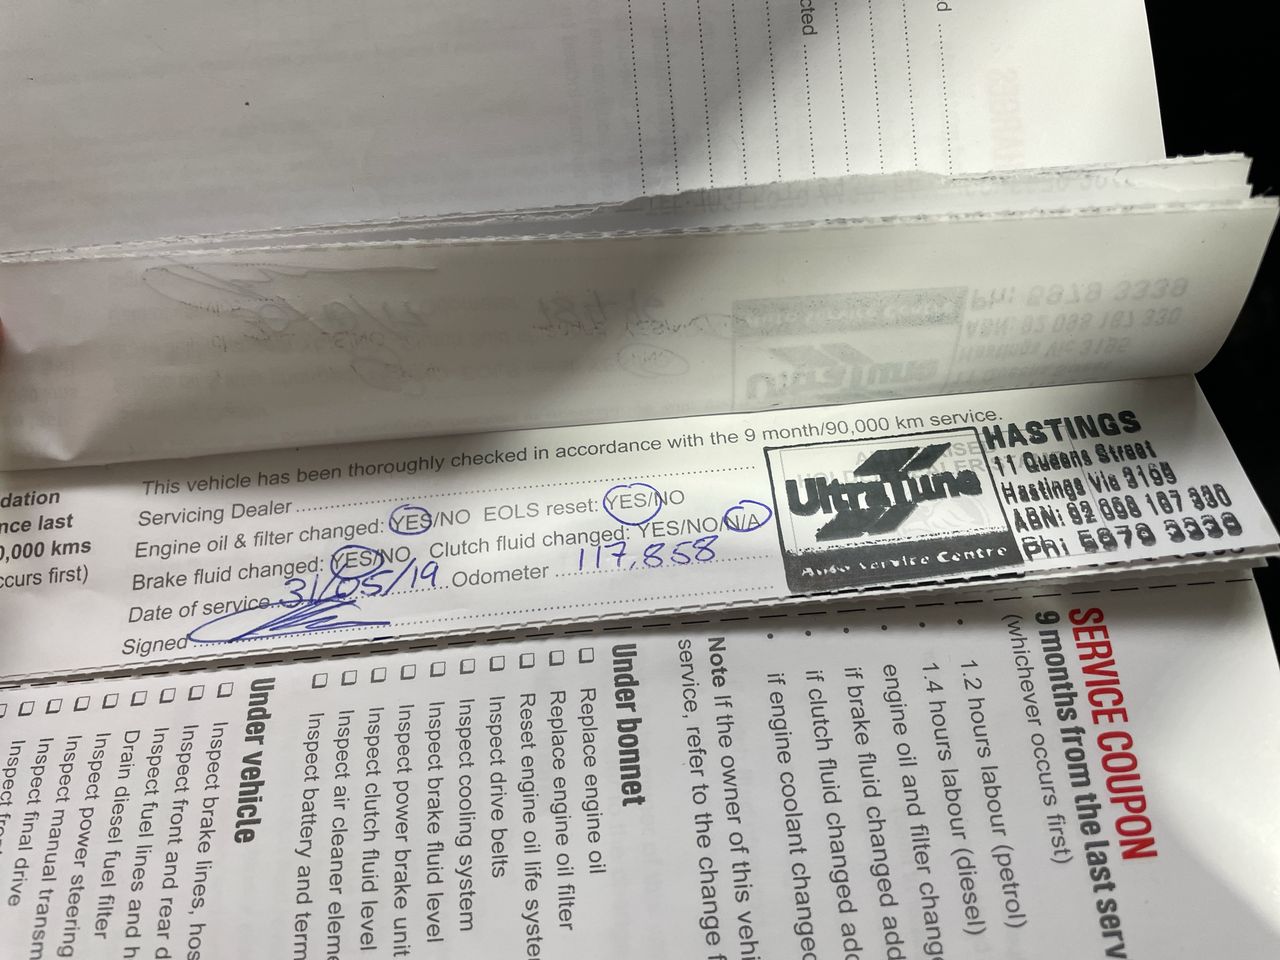 cted
d
This vehicle has been thoroughly checked in accordance with the 9 month/90,000 km service.
Servicing Dealer
Engine oil & filter changed: YES/NO EOLS reset: YES/NO
Brake fluid changed: YES/NO, Clutch fluid changed: YES/NO/N/A
Date of service 31/05/19 Odometer 117,858
Signed
UltraTune
Auto Service Centre
HASTINGS
11 Queens Street
Hastings Vic 3195
Ph: 5979 3339
dation
nce last
0,000 kms
ccurs first)
SERVICE COUPON
9 months from the last serv
(whichever occurs first)
1.2 hours labour (petrol)
1.4 hours labour (diesel)
engine oil and filter chang
if brake fluid changed add
if clutch fluid changed add
if engine coolant changed
Note If the owner of this vehi
service, refer to the change f
Under bonnet
❑ Replace engine oil
❑ Replace engine oil filter
❑ Reset engine oil life syste
❑ Inspect drive belts
❑ Inspect cooling system
❑ Inspect brake fluid level
❑ Inspect power brake unit
❑ Inspect clutch fluid level
❑ Inspect air cleaner eleme
❑ Inspect battery and term
Under vehicle
❑ Inspect brake lines, hos
❑ Inspect front and rear d
❑ Inspect fuel lines and h
❑ Drain diesel fuel filter
❑ Inspect power steering
❑ Inspect manual transm
❑ Inspect final drive